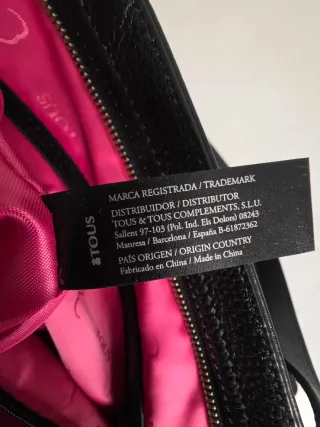 TOUS
MARCA REGISTRADA / TRADEMARK
DISTRIBUIDOR / DISTRIBUTOR
TOUS & TOUS COMPLEMENTS, S.L.U.
Sallent 97-103 (Pol. Ind. Els Dolors) 08243
Manresa / Barcelona / España B-61872362
PAÍS ORIGEN / ORIGIN COUNTRY
Fabricado en China / Made in China
TOUS